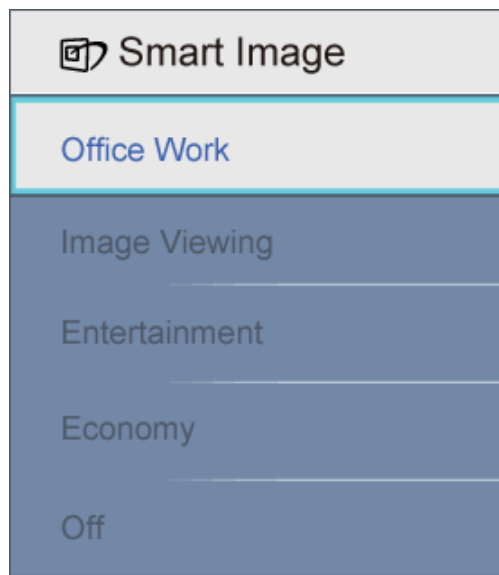 Smart Image
Office Work
Image Viewing
Entertainment
Economy
Off